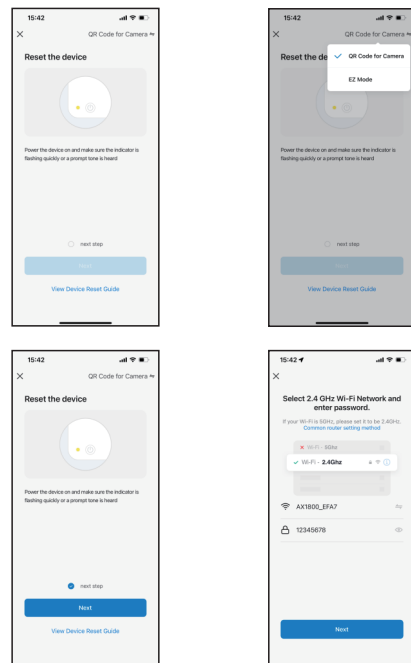 15:42
QR Code for Camera
Reset the device
Power the device on and make sure the indicator is
flashing quickly or a prompt tone is heard
next step
Next
View Device Reset Guide
15:42
QR Code for Camera
Reset the de
QR Code for Camera
EZ Mode
Power the device on and make sure the indicator is
flashing quickly or a prompt tone is heard
next step
Next
View Device Reset Guide
15:42
QR Code for Camera
Reset the device
Power the device on and make sure the indicator is
flashing quickly or a prompt tone is heard
next step
Next
View Device Reset Guide
15:42
Select 2.4 GHz Wi-Fi Network and
enter password.
If your Wi-Fi is 5GHz, please set it to be 2.4GHz.
Common router setting method
Wi-Fi - 5Ghz
Wi-Fi - 2.4Ghz
AX1800_EFA7
12345678
Next